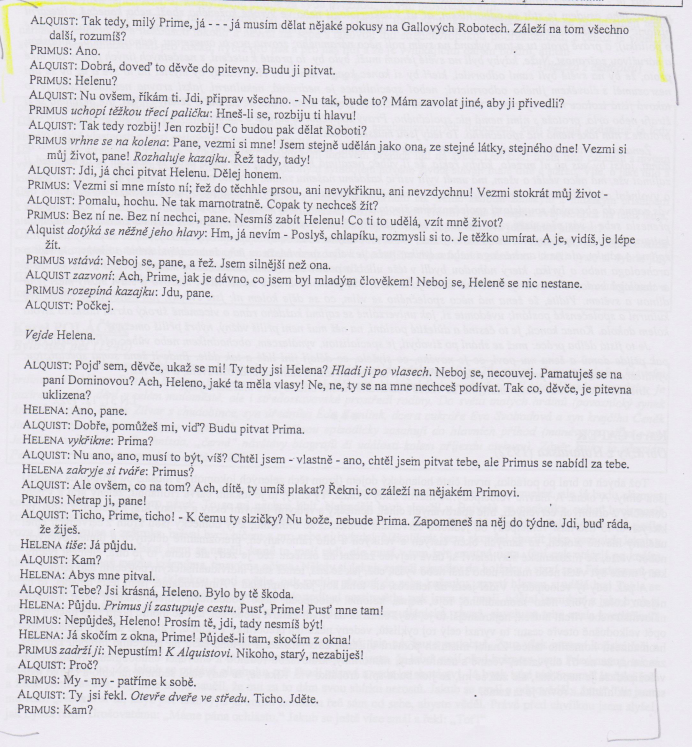 ALQUIST: Tak tedy, milý Prime, já - - - já musím dělat nějaké pokusy na Gallových Robotech. Záleží na tom všechno
další, rozumíš?
PRIMUS: Ano.
ALQUIST: Dobrá, doveď to děvče do pitevny. Budu ji pitvat.
PRIMUS: Helenu?
ALQUIST: Nu ovšem, říkám ti. Jdi, připrav všechno. - Nu tak, bude to? Mám zavolat jiné, aby ji přivedli?
PRIMUS uchopí těžkou třecí paličku: Hneš-li se, rozbiju ti hlavu!
ALQUIST: Tak tedy rozbij! Jen rozbij! Co budou pak dělat Roboti?
PRIMUS vrhne se na kolena: Pane, vezmi si mne! Jsem stejně udělán jako ona, ze stejné látky, stejného dne! Vezmi si
můj život, pane! Rozhaluje kazajku. Řež tady, tady!
ALQUIST: Jdi, já chci pitvat Helenu. Dělej honem.
PRIMUS: Vezmi si mne místo ní; řež do těchhle prsou, ani nevykřiknu, ani nevzdychnu! Vezmi stokrát můj život -
ALQUIST: Pomalu, hochu. Ne tak marnotratně. Copak ty nechceš žít?
PRIMUS: Bez ní ne. Bez ní nechci, pane. Nesmíš zabít Helenu! Co ti to udělá, vzít mně život?
Alquist dotýká se něžně jeho hlavy: Hm, já nevím - Poslyš, chlapíku, rozmysli si to. Je těžko umírat. A je, vidíš, je lépe
žít.
PRIMUS vstává: Neboj se, pane, a řež. Jsem silnější než ona.
ALQUIST zazvoní: Ach, Prime, jak je dávno, co jsem byl mladým člověkem! Neboj se, Heleně se nic nestane.
PRIMUS rozepíná kazajku: Jdu, pane.
ALQUIST: Počkej.
Vejde Helena.
ALQUIST: Pojď sem, děvče, ukaž se mi! Ty tedy jsi Helena? Hladí ji po vlasech. Neboj se, necouvej. Pamatuješ se na
paní Dominovou? Ach, Heleno, jaké ta měla vlasy! Ne, ne, ty se na mne nechceš podívat. Tak co, děvče, je pitevna
uklizena?
HELENA: Ano, pane.
ALQUIST: Dobře, pomůžeš mi, viď? Budu pitvat Prima.
HELENA vykřikne: Prima?
ALQUIST: Nu ano, ano, musí to být, víš? Chtěl jsem - vlastně - ano, chtěl jsem pitvat tebe, ale Primus se nabídl za tebe.
HELENA zakryje si tváře: Primus?
ALQUIST: Ale ovšem, co na tom? Ach, dítě, ty umíš plakat? Řekni, co záleží na nějakém Primovi.
PRIMUS: Netrap ji, pane!
ALQUIST: Ticho, Prime, ticho! - K čemu ty slzičky? Nu bože, nebude Prima. Zapomeneš na něj do týdne. Jdi, buď ráda,
že žiješ.
HELENA tiše: Já půjdu.
ALQUIST: Kam?
HELENA: Abys mne pitval.
ALQUIST: Tebe? Jsi krásná, Heleno. Bylo by tě škoda.
HELENA: Půjdu. Primus jí zastupuje cestu. Pusť, Prime! Pusť mne tam!
PRIMUS: Nepůjdeš, Heleno! Prosím tě, jdi, tady nesmíš být!
HELENA: Já skočím z okna, Prime! Půjdeš-li tam, skočím z okna!
PRIMUS zadrží ji: Nepustím! K Alquistovi. Nikoho, starý, nezabiješ!
ALQUIST: Proč?
PRIMUS: My - my - patříme k sobě.
ALQUIST: Ty jsi řekl. Otevře dveře ve středu. Ticho. Jděte.
PRIMUS: Kam?